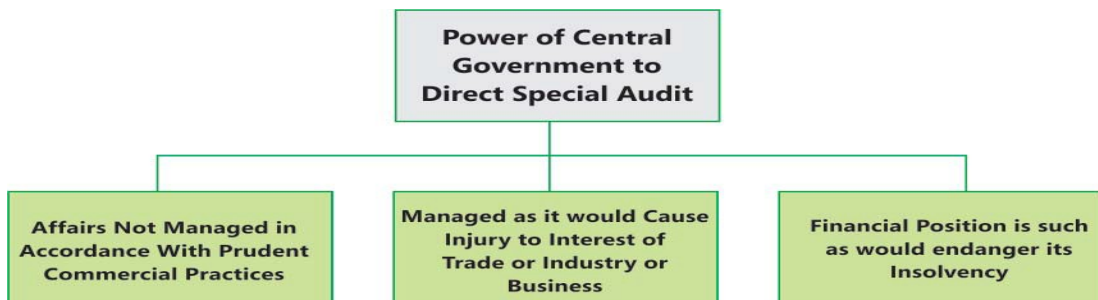 Power of Central
Government to
Direct Special Audit
Affairs Not Managed in
Accordance With Prudent
Commercial Practices
Managed as it would Cause
Injury to Interest of
Trade or Industry or
Business
Financial Position is such
as would endanger its
Insolvency